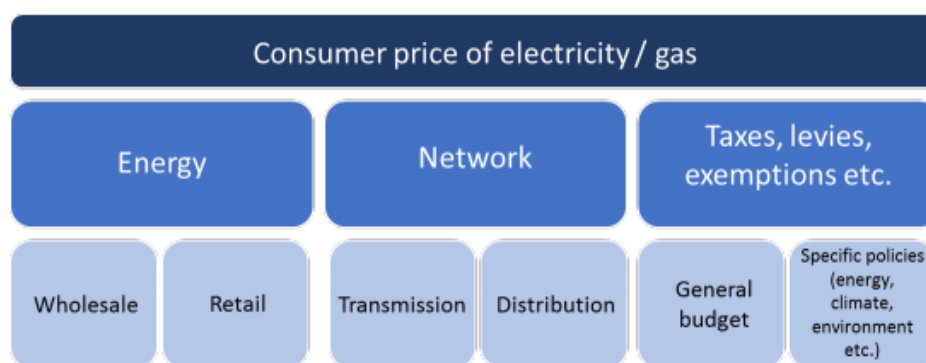 Consumer price of electricity / gas
Energy
Network
Taxes, levies,
exemptions etc.
Wholesale
Retail
Transmission
Distribution
General
budget
Specific policies
(energy,
climate,
environment
etc.)